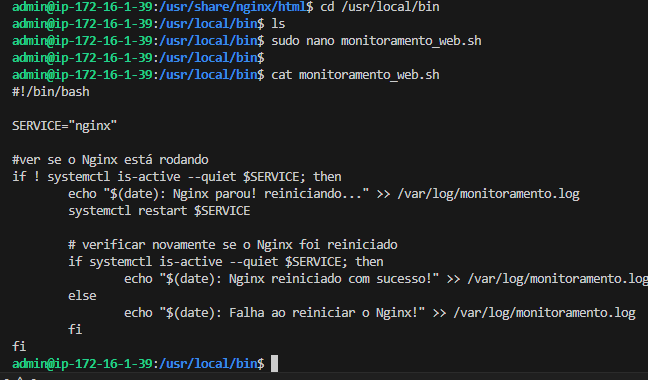 admin@ip-172-16-1-39:/usr/share/nginx/html$ cd /usr/local/bin
admin@ip-172-16-1-39:/usr/local/bin$ ls
admin@ip-172-16-1-39:/usr/local/bin$ sudo nano monitoramento_web.sh
admin@ip-172-16-1-39:/usr/local/bin$
admin@ip-172-16-1-39:/usr/local/bin$ cat monitoramento_web.sh
#!/bin/bash

SERVICE="nginx"

#ver se o Nginx está rodando
if ! systemctl is-active --quiet $SERVICE; then
        echo "$(date): Nginx parou! reiniciando..." >> /var/log/monitoramento.log
        systemctl restart $SERVICE

        # verificar novamente se o Nginx foi reiniciado
        if systemctl is-active --quiet $SERVICE; then
                echo "$(date): Nginx reiniciado com sucesso!" >> /var/log/monitoramento.log
        else
                echo "$(date): Falha ao reiniciar o Nginx!" >> /var/log/monitoramento.log
        fi
fi
admin@ip-172-16-1-39:/usr/local/bin$